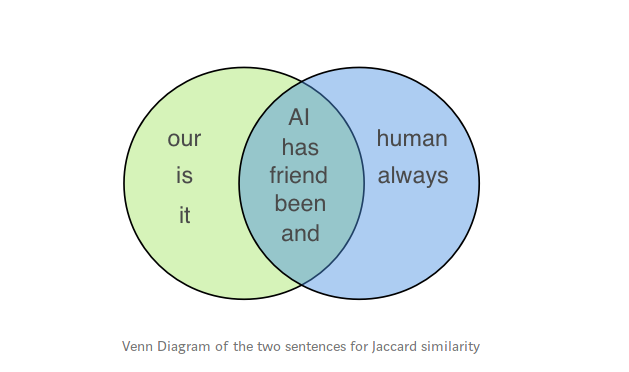 our
is
it
AI
has
friend
been
and
human
always
Venn Diagram of the two sentences for Jaccard similarity